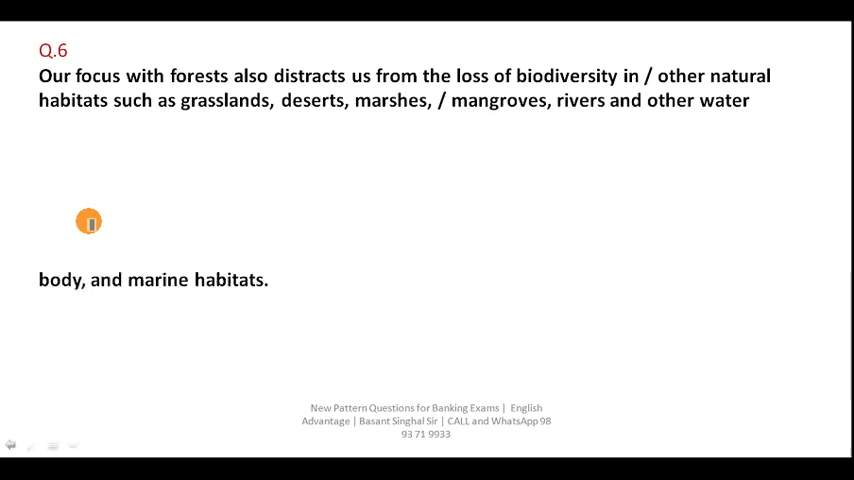 Q.6
Our focus with forests also distracts us from the loss of biodiversity in / other natural
habitats such as grasslands, deserts, marshes, / mangroves, rivers and other water
body, and marine habitats.
New Pattern Questions for Banking Exams | English
Advantage | Basant Singhal Sir | CALL and WhatsApp 98
93 71 9933